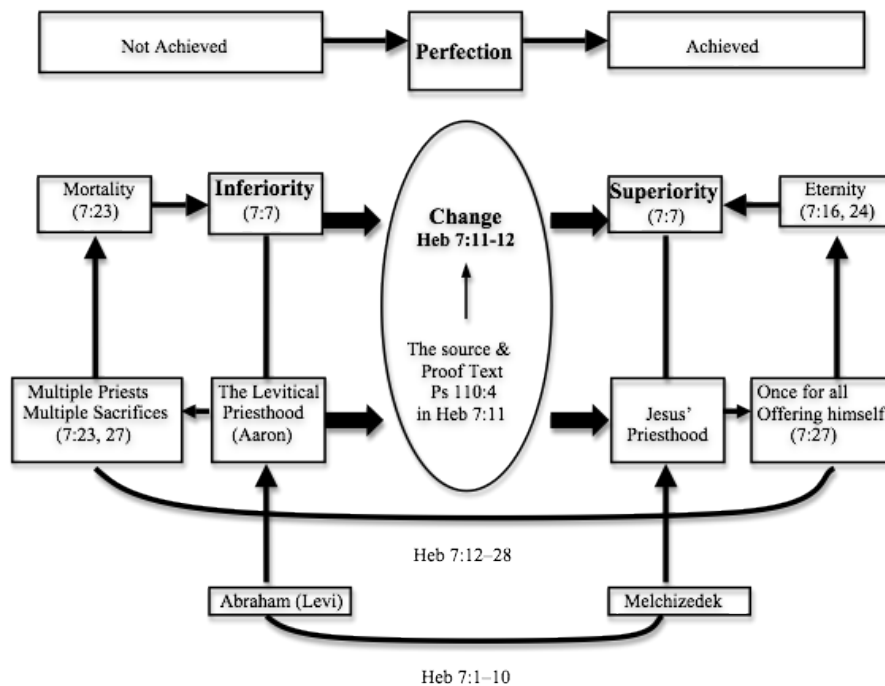 Not Achieved
Perfection
Achieved
Mortality
(7:23)
Inferiority
(7:7)
Change
Heb 7:11-12
Superiority
(7:7)
Eternity
(7:16, 24)
The source &
Proof Text
Ps 110:4
in Heb 7:11
Multiple Priests
Multiple Sacrifices
(7:23, 27)
The Levitical
Priesthood
(Aaron)
Jesus’
Priesthood
Once for all
Offering himself
(7:27)
Heb 7:12–28
Abraham (Levi)
Melchizedek
Heb 7:1–10